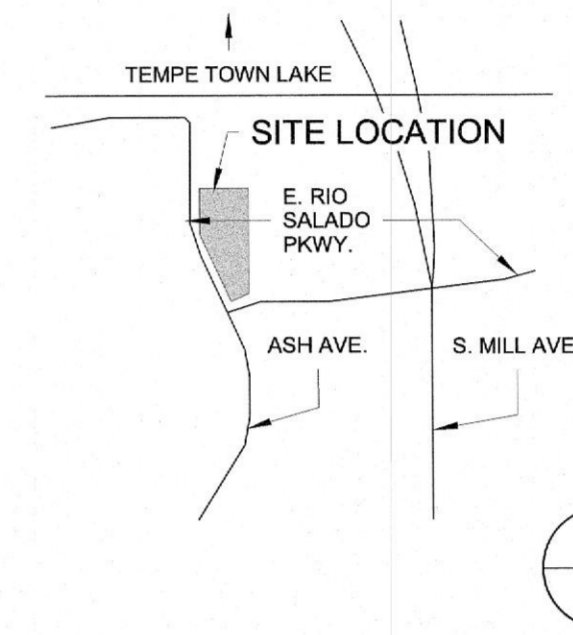 TEMPE TOWN LAKE
SITE LOCATION
E. RIO
SALADO
PKWY.
ASH AVE.
S. MILL AVE